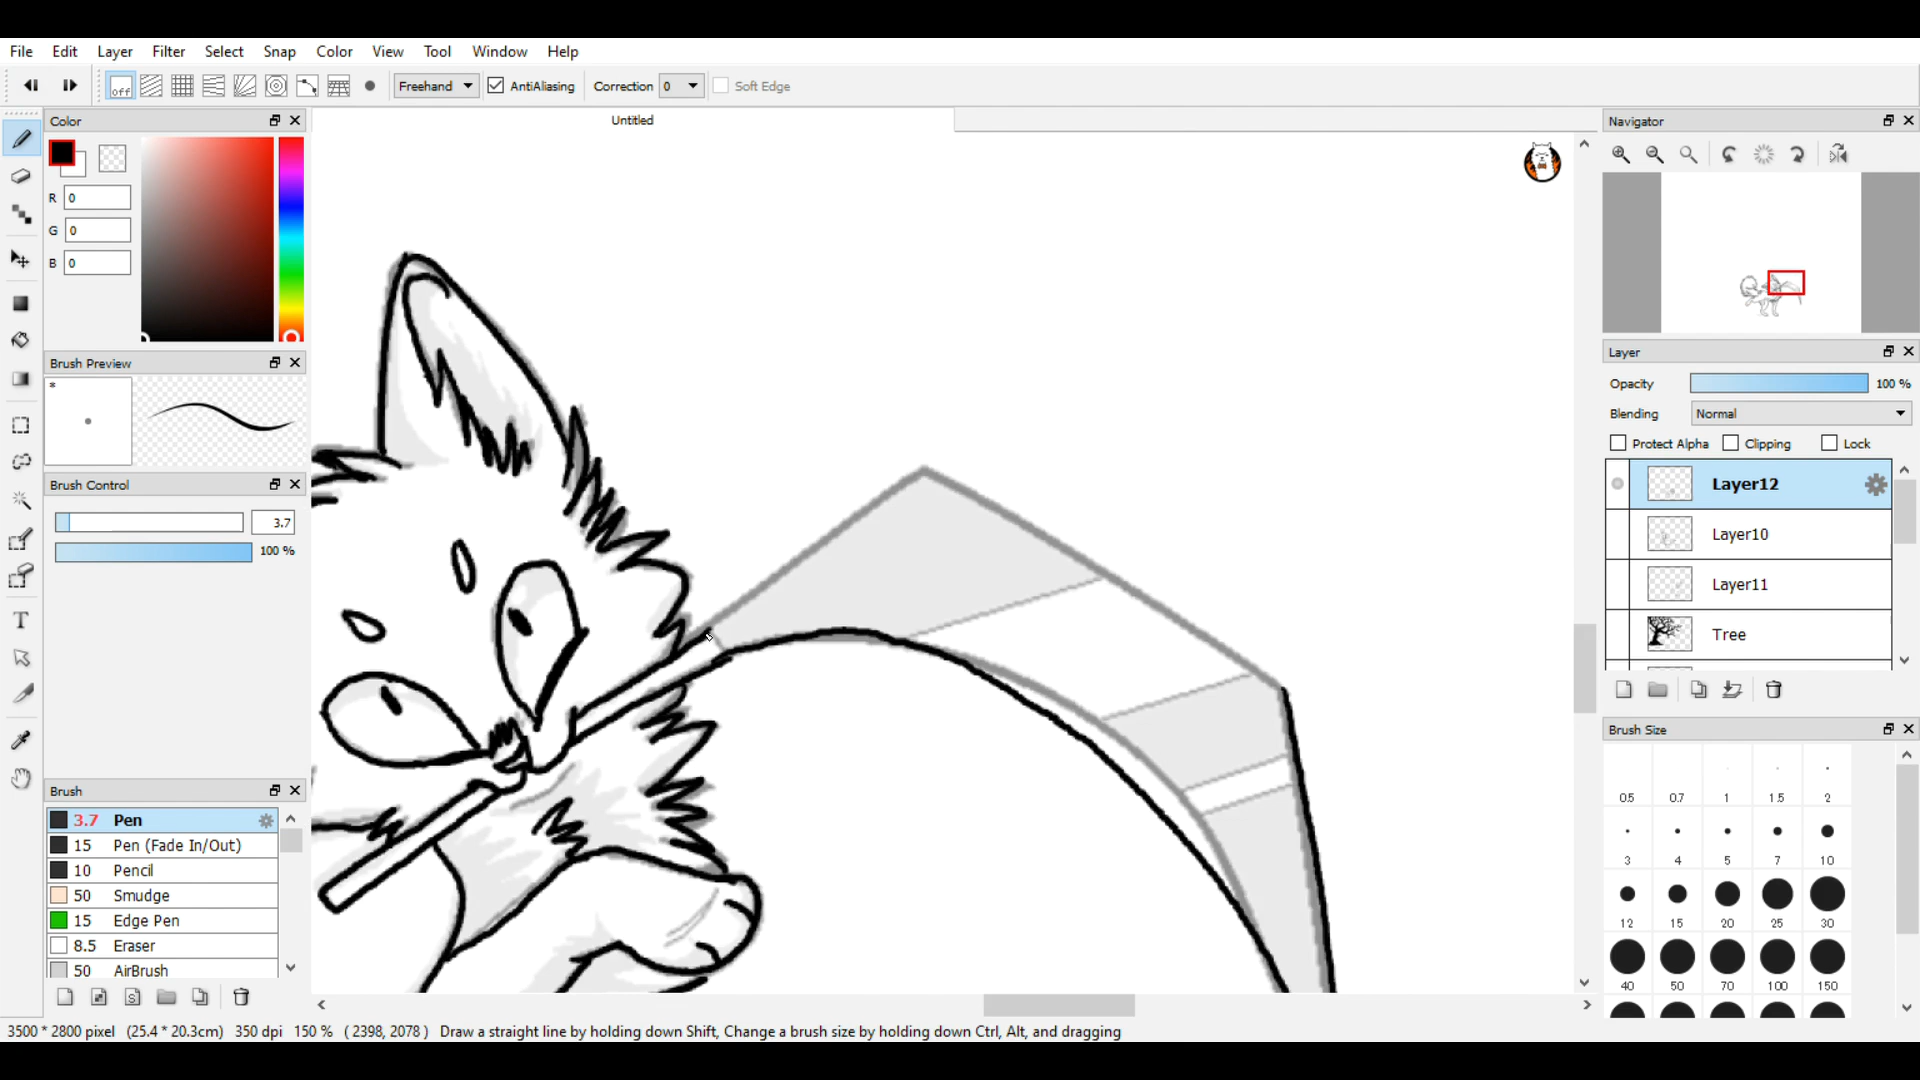 File Edit Layer Filter Select Snap Color View Tool Window Help
off Freehand AntiAliasing Correction 0 Soft Edge
Color
Untitled
Navigator
R 0
G 0
B 0
Brush Preview
*
Layer
Opacity 100 %
Blending Normal
Protect Alpha Clipping Lock
Layer12
Layer10
Layer11
Tree
Brush Control
3.7
100 %
Brush Size
0.5 0.7 1 1.5 2
3 4 5 7 10
12 15 20 25 30
40 50 70 100 150
Brush
3.7 Pen
15 Pen (Fade In/Out)
10 Pencil
50 Smudge
15 Edge Pen
8.5 Eraser
50 AirBrush
S
T
3500 * 2800 pixel (25.4 * 20.3cm) 350 dpi 150 % ( 2398, 2078 ) Draw a straight line by holding down Shift, Change a brush size by holding down Ctrl, Alt, and dragging